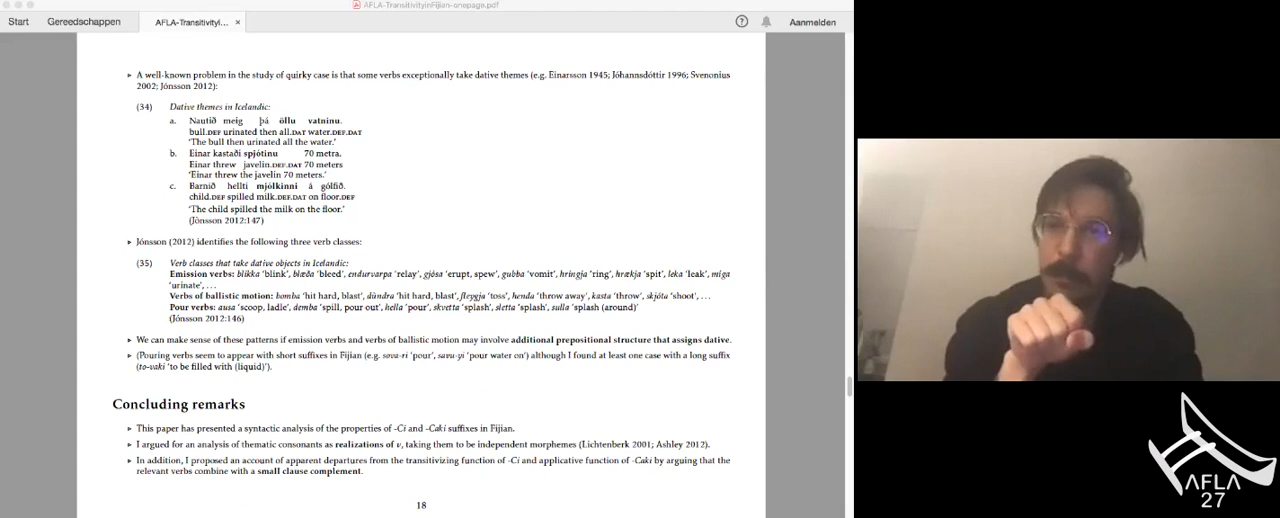 AFLA-TransitivityinFijian-onepage.pdf
Start Gereedschappen AFLA-Transitivityi... × ? Aanmelden
▸ A well-known problem in the study of quirky case is that some verbs exceptionally take dative themes (e.g. Einarsson 1945; Jóhannsdóttir 1996; Svenonius
2002; Jónsson 2012):
(34) Dative themes in Icelandic:
a. Nautið meig þá öllu vatninu.
bull.DEF urinated then all.DAT water.DEF.DAT
'The bull then urinated all the water.'
b. Einar kastaði spjótinu 70 metra.
Einar threw javelin.DEF.DAT 70 meters
'Einar threw the javelin 70 meters.'
c. Barnið hellti mjólkinni á gólfið.
child.DEF spilled milk.DEF.DAT on floor.DEF
'The child spilled the milk on the floor.'
(Jónsson 2012:147)
▸ Jónsson (2012) identifies the following three verb classes:
(35) Verb classes that take dative objects in Icelandic:
Emission verbs: blikka 'blink', blæða 'bleed', endurvarpa 'relay', gjósa 'erupt, spew', gubba 'vomit', hringja 'ring', hrækja 'spit', leka 'leak', míga
'urinate', ...
Verbs of ballistic motion: bomba 'hit hard, blast', dúndra 'hit hard, blast', fleygja 'toss', henda 'throw away', kasta 'throw', skjóta 'shoot', ...
Pour verbs: ausa 'scoop, ladle', demba 'spill, pour out', hella 'pour', skvetta 'splash', sletta 'splash', sulla 'splash (around)'
(Jónsson 2012:146)
▸ We can make sense of these patterns if emission verbs and verbs of ballistic motion may involve additional prepositional structure that assigns dative.
▸ (Pouring verbs seem to appear with short suffixes in Fijian (e.g. sova-ri 'pour', suvu-yi 'pour water on') although I found at least one case with a long suffix
(to-vaki 'to be filled with (liquid)').
Concluding remarks
▸ This paper has presented a syntactic analysis of the properties of -Ci and -Caki suffixes in Fijian.
▸ I argued for an analysis of thematic consonants as realizations of v, taking them to be independent morphemes (Lichtenberk 2001; Ashley 2012).
▸ In addition, I proposed an account of apparent departures from the transitivizing function of -Ci and applicative function of -Caki by arguing that the
relevant verbs combine with a small clause complement.
18
AFLA
27